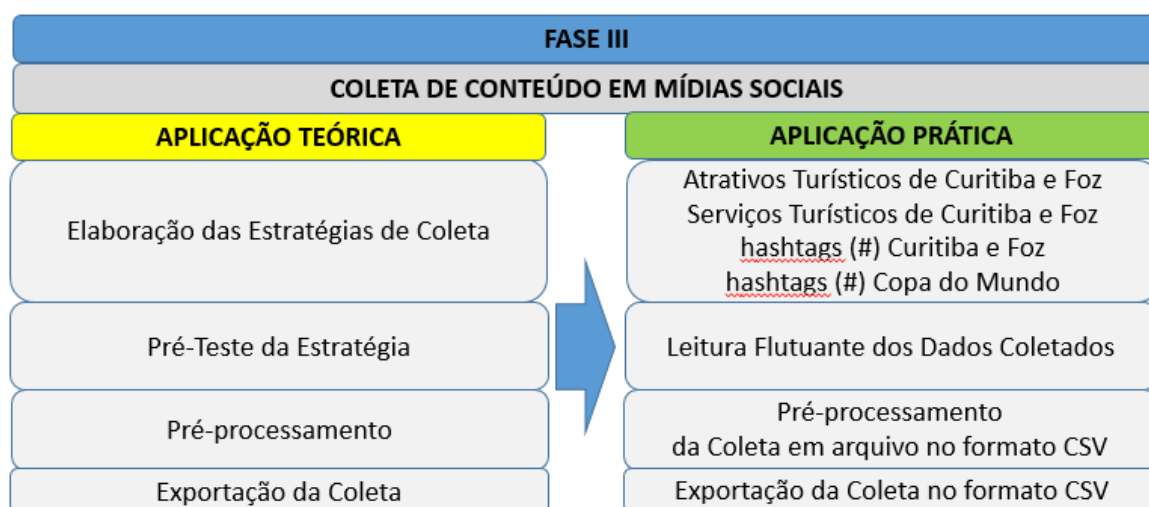 FASE III
COLETA DE CONTEÚDO EM MÍDIAS SOCIAIS
APLICAÇÃO TEÓRICA
APLICAÇÃO PRÁTICA
Elaboração das Estratégias de Coleta
Atrativos Turísticos de Curitiba e Foz
Serviços Turísticos de Curitiba e Foz
hashtags (#) Curitiba e Foz
hashtags (#) Copa do Mundo
Pré-Teste da Estratégia
Leitura Flutuante dos Dados Coletados
Pré-processamento
Pré-processamento
da Coleta em arquivo no formato CSV
Exportação da Coleta
Exportação da Coleta no formato CSV